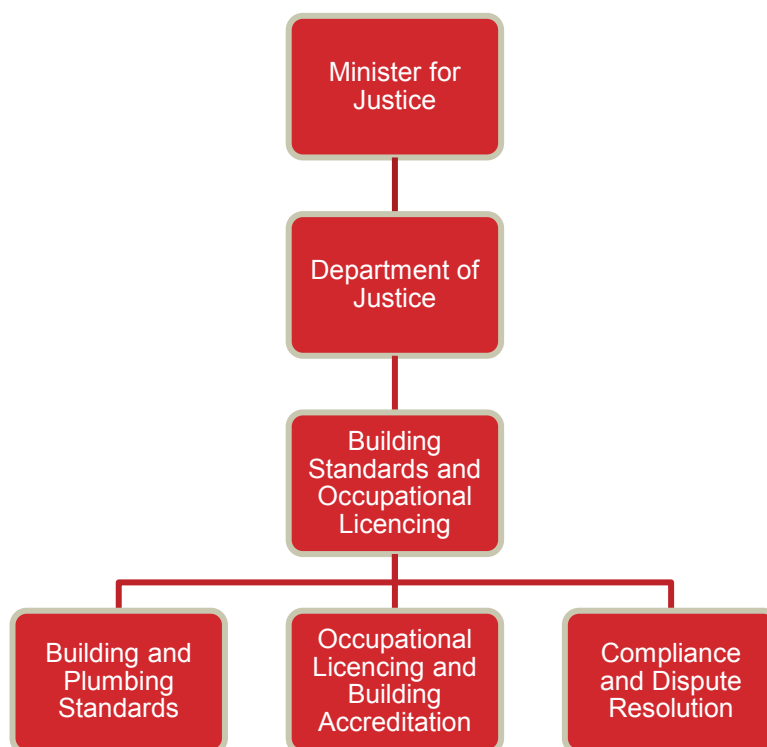 Minister for
Justice
Department of
Justice
Building
Standards and
Occupational
Licencing
Building and
Plumbing
Standards
Occupational
Licencing and
Building
Accreditation
Compliance
and Dispute
Resolution